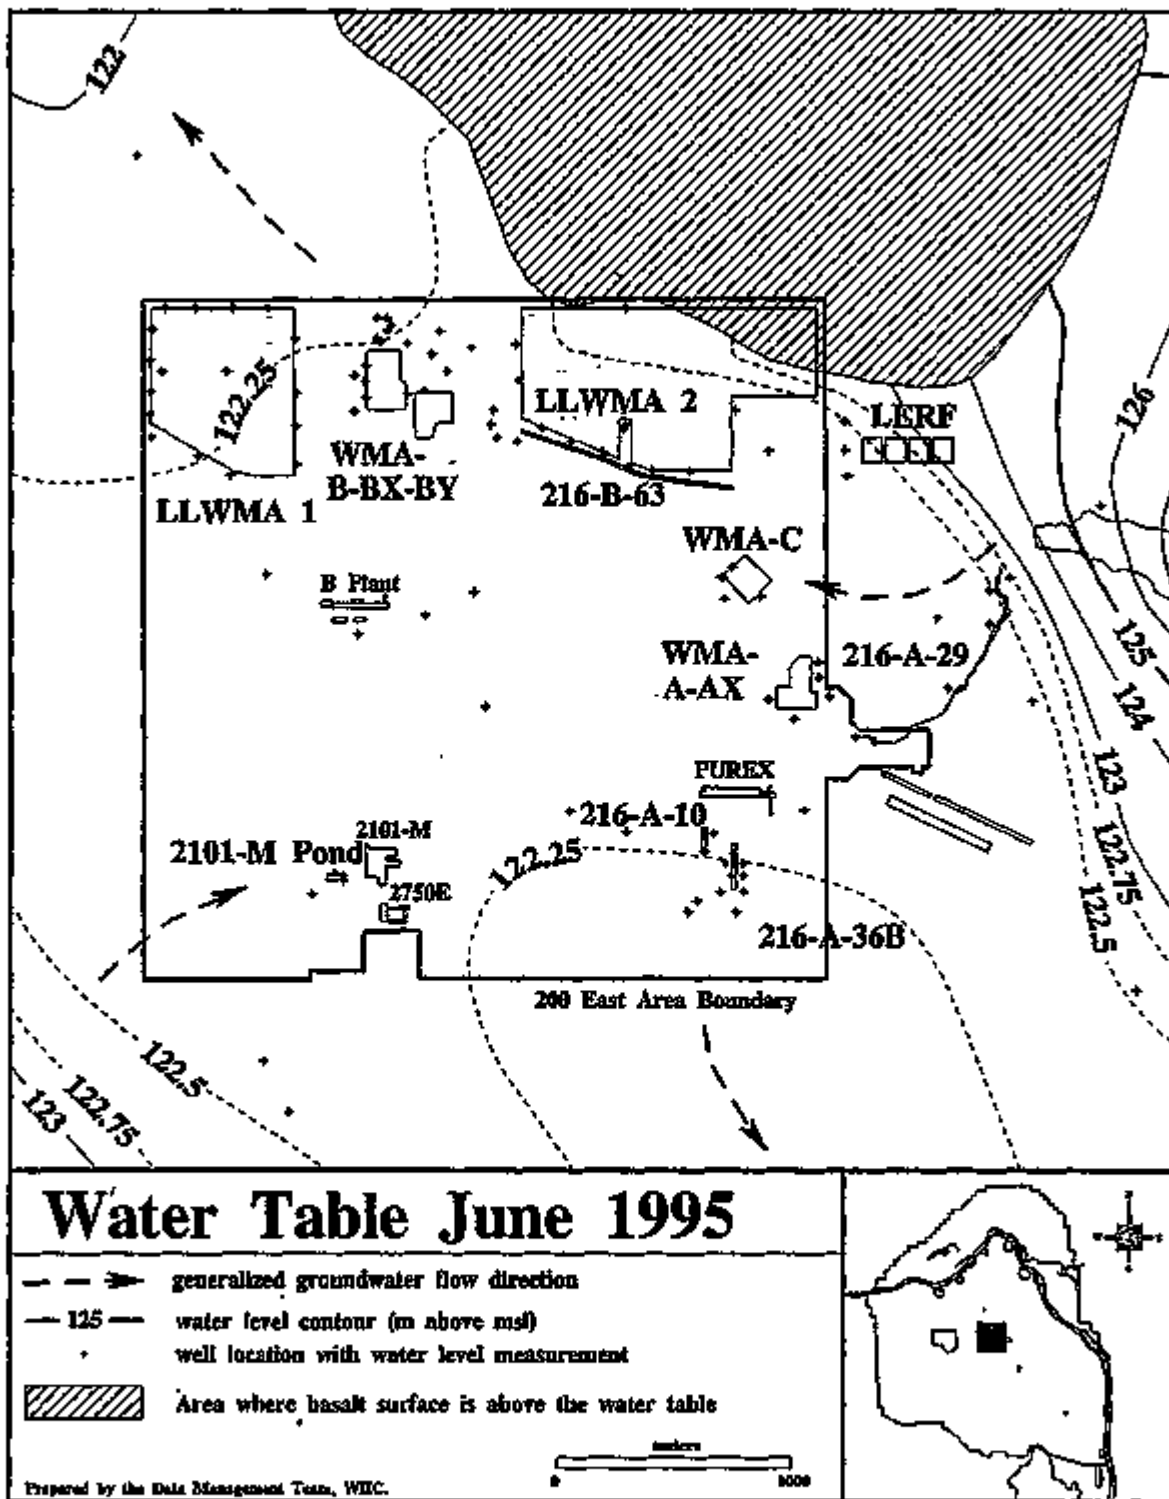 122
126
122.25
LLWMA 2
LERF
WMA-
B-BX-BY
216-B-63
LLWMA 1
WMA-C
B Plant
125
216-A-29
WMA-
A-AX
124
PUREX
123
216-A-10
2101-M
2101-M Pond
122.25
2750E
122.75
122.5
216-A-36B
200 East Area Boundary
122.5
122.75
123
Water Table June 1995
generalized groundwater flow direction
125 water level contour (m above msl)
well location with water level measurement
Area where basalt surface is above the water table
meters
0 1000
Prepared by the Data Management Team, WHC.